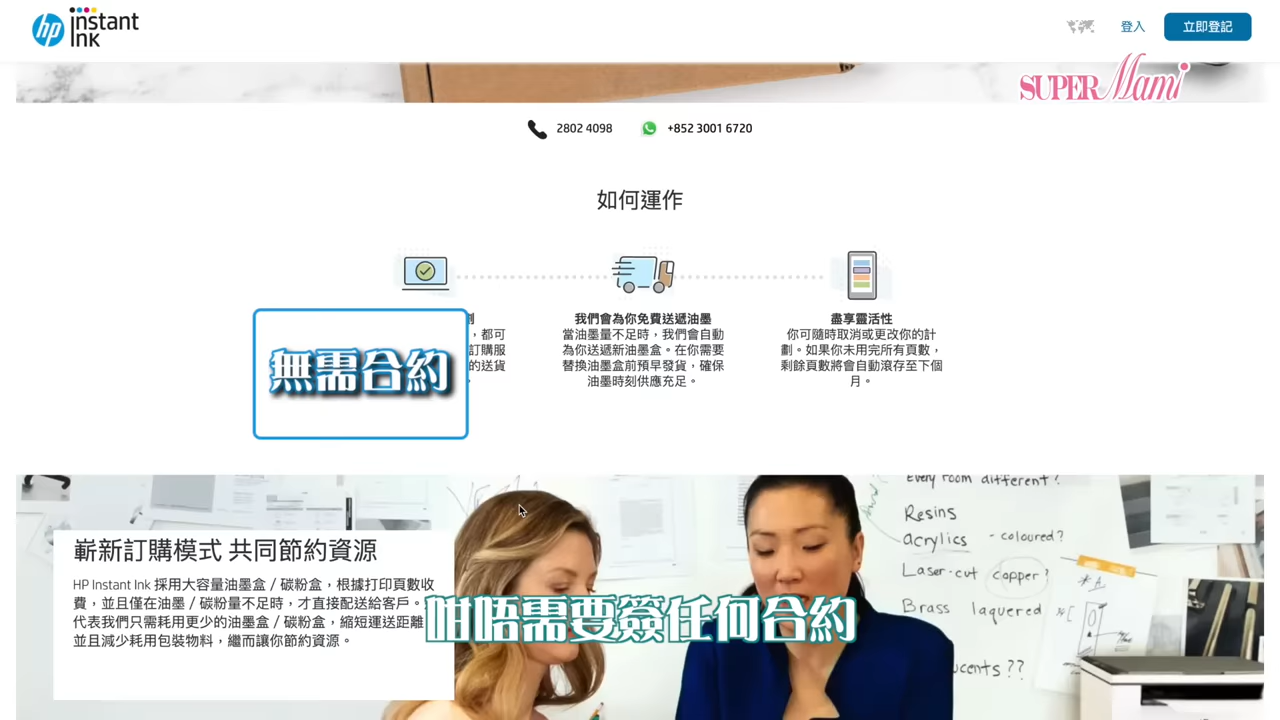 hp instant ink
登入
立即登記
SUPER Mami
2802 4098
+852 3001 6720
如何運作
，都可
訂購服
的送貨
無需合約
我們會為你免費送遞油墨
當油墨量不足時，我們會自動
為你送遞新油墨盒。在你需要
替換油墨盒前預早發貨，確保
油墨時刻供應充足。
盡享靈活性
你可隨時取消或更改你的計
劃。如果你未用完所有頁數，
剩餘頁數將會自動滾存至下個
月。
嶄新訂購模式 共同節約資源
HP Instant Ink 採用大容量油墨盒 / 碳粉盒，根據打印頁數收
費，並且僅在油墨 / 碳粉量不足時，才直接配送給客戶。
代表我們只需耗用更少的油墨盒 / 碳粉盒，縮短運送距離
並且減少耗用包裝物料，繼而讓你節約資源。
咁唔需要簽任何合約
Every room different?
Resins
acrylics - coloured?
Laser-cut copper?
Brass laquered